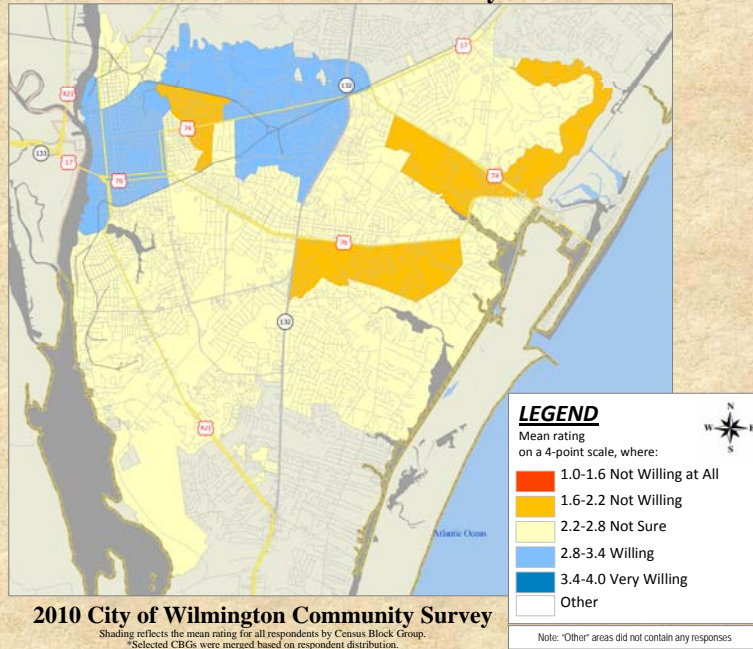 17
132
421
74
133
17
76
74
76
132
421
Atlantic Ocean
LEGEND
Mean rating
on a 4-point scale, where:
N
W E
S
1.0-1.6 Not Willing at All
1.6-2.2 Not Willing
2.2-2.8 Not Sure
2.8-3.4 Willing
3.4-4.0 Very Willing
Other
2010 City of Wilmington Community Survey
Shading reflects the mean rating for all respondents by Census Block Group.
*Selected CBGs were merged based on respondent distribution.
Note: "Other" areas did not contain any responses